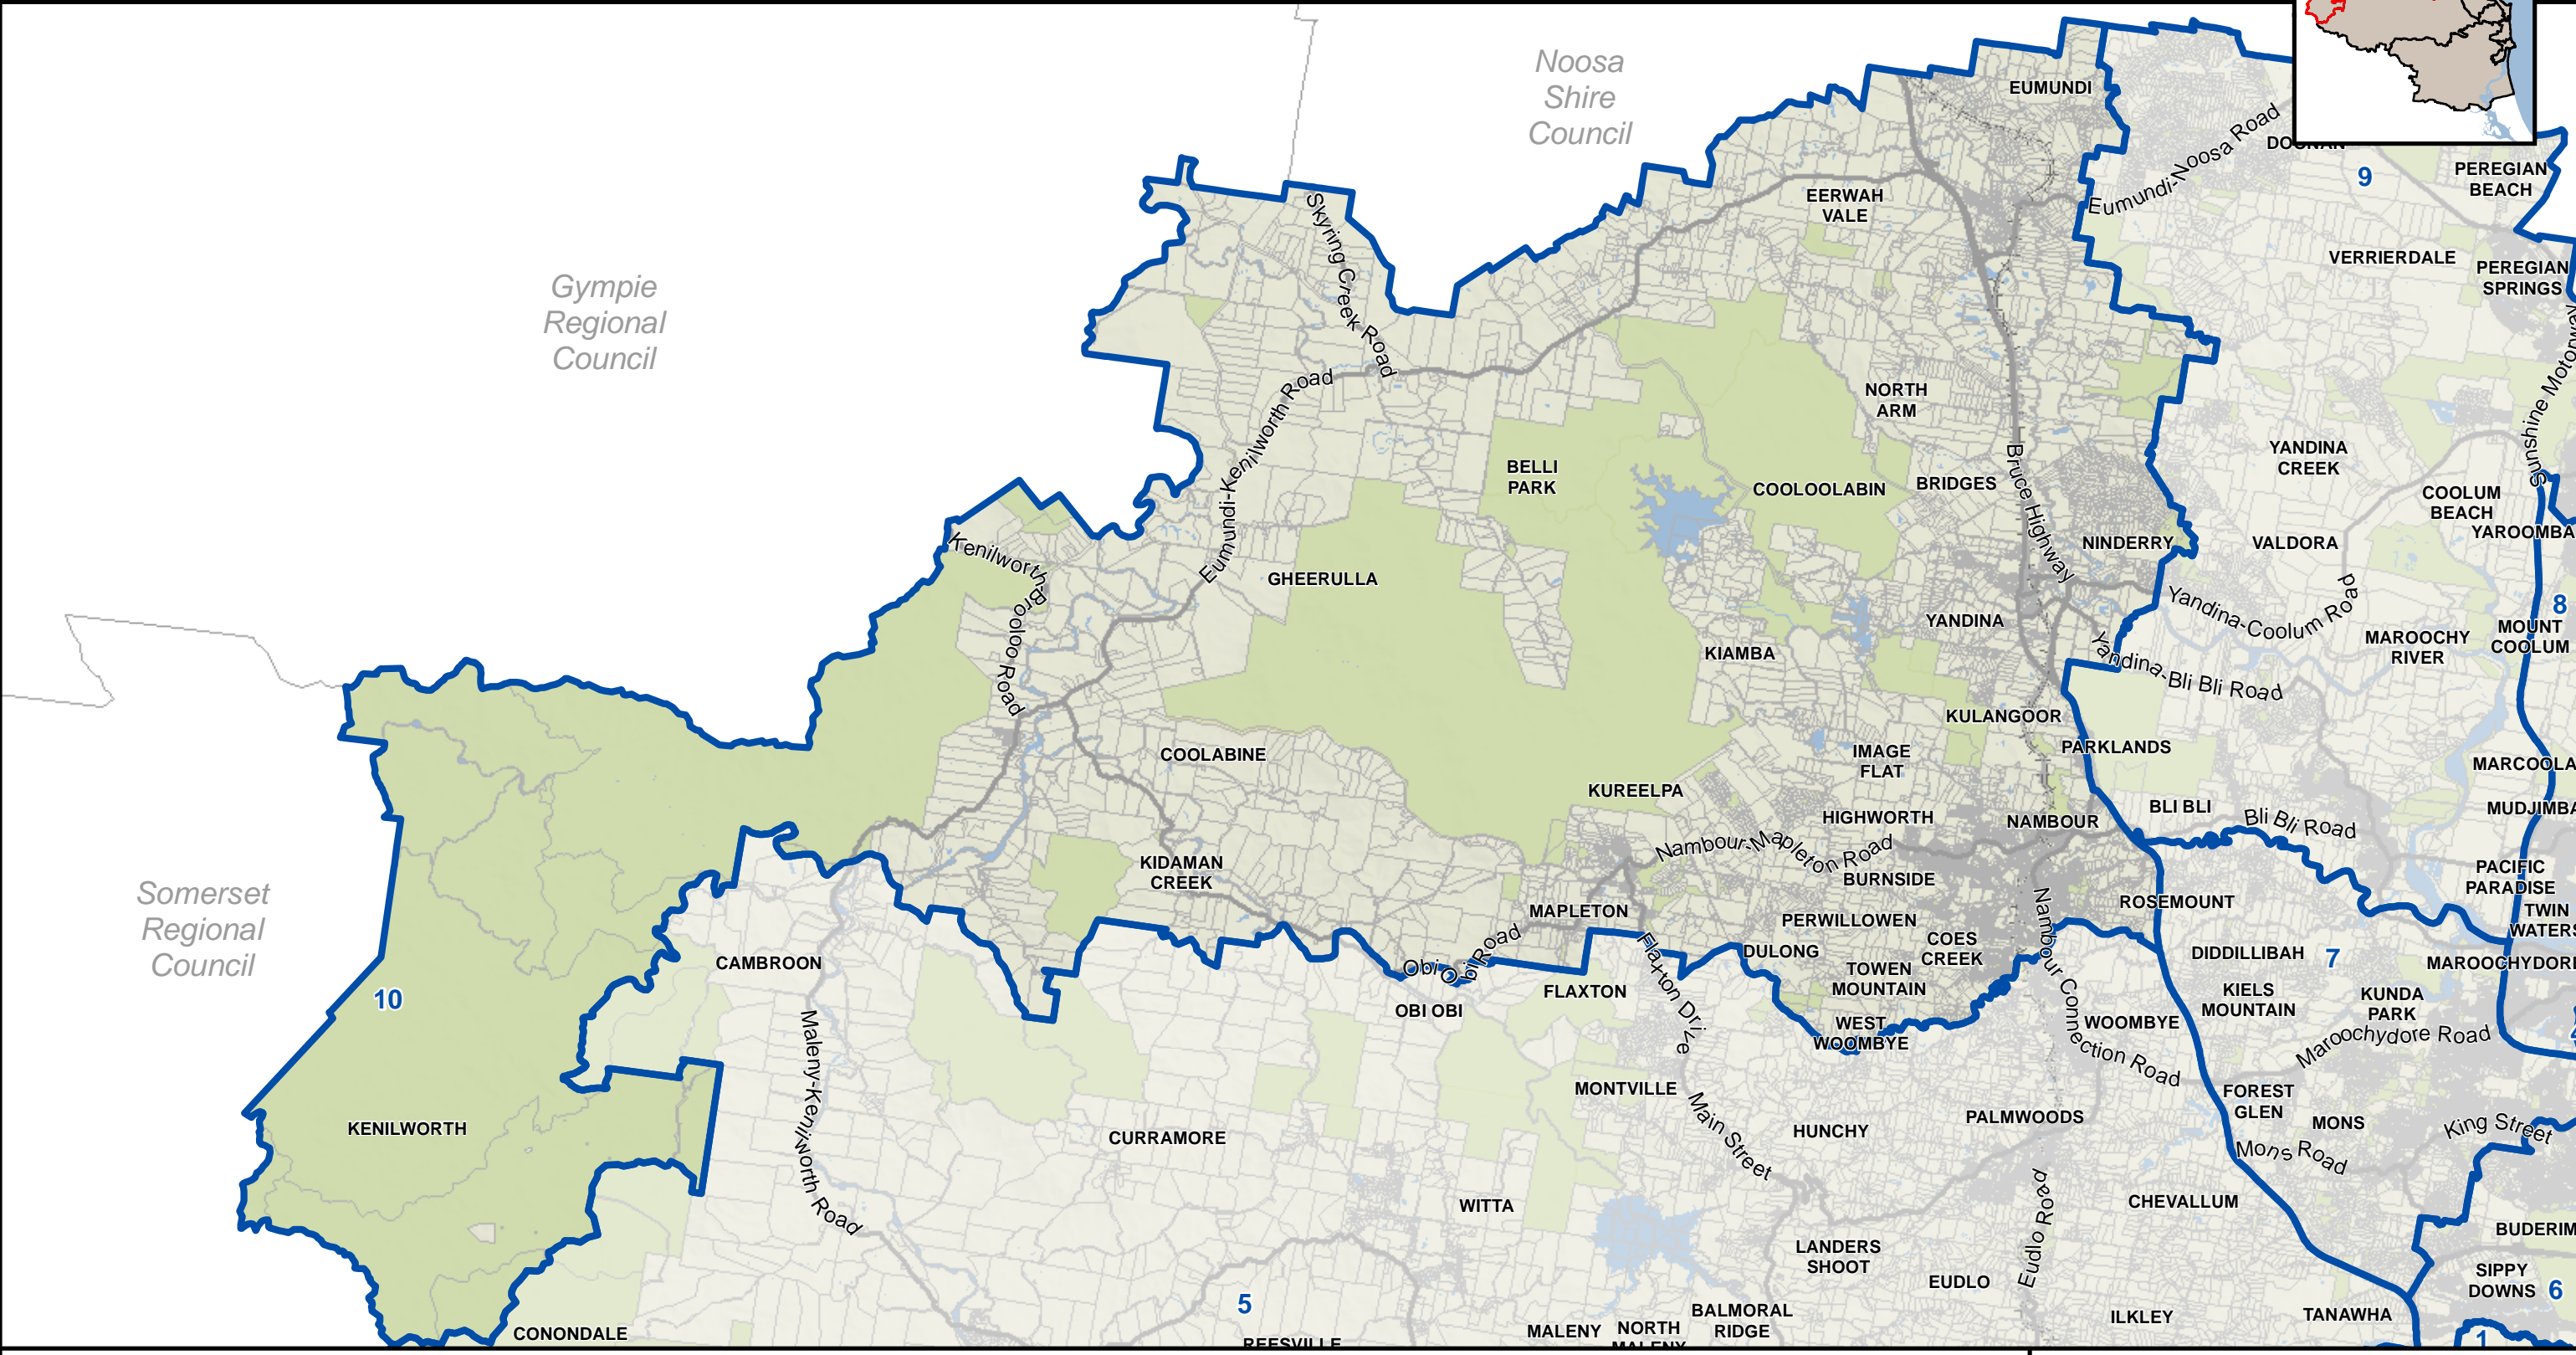 Noosa
Shire
Council
EUMUNDI
Eumundi-Noosa Road
9
PEREGIAN
BEACH
EERWAH
VALE
Skyring Creek Road
VERRIERDALE
PEREGIAN
SPRINGS
Gympie
Regional
Council
Sunshine Motorway
Eumundi-Kenilworth Road
NORTH
ARM
YANDINA
CREEK
BELLI
PARK
COOLOOLABIN
BRIDGES
Bruce Highway
COOLUM
BEACH
YAROOMBA
NINDERRY
VALDORA
Kenilworth-Brooloo Road
GHEERULLA
8
YANDINA
Yandina-Coolum Road
MOUNT
COOLUM
MAROOCHY
RIVER
KIAMBA
Yandina-Bli Bli Road
KULANGOOR
PARKLANDS
COOLABINE
IMAGE
FLAT
KUREELPA
BLI BLI
HIGHWORTH
NAMBOUR
Bli Bli Road
Nambour-Mapleton Road
KIDAMAN
CREEK
BURNSIDE
PACIFIC
PARADISE
Somerset
Regional
Council
MAPLETON
ROSEMOUNT
TWIN
WATERS
PERWILLOWEN
COES
CREEK
DULONG
DIDDILLIBAH
7
CAMBROON
Obi Obi Road
TOWEN
MOUNTAIN
Nambour Connection Road
10
FLAXTON
Flaxton Drive
OBI OBI
KIELS
MOUNTAIN
KUNDA
PARK
WEST
WOOMBYE
WOOMBYE
Maroochydore Road
Maleny-Kenilworth Road
MONTVILLE
FOREST
GLEN
KENILWORTH
CURRAMORE
Main Street
HUNCHY
PALMWOODS
MONS
King Street
Mons Road
WITTA
CHEVALLUM
BUDERIM
LANDERS
SHOOT
EUDLO
Eudlo Road
SIPPY
DOWNS
6
5
CONONDALE
MALENY
NORTH
MALENY
BALMORAL
RIDGE
ILKLEY
TANAWHA
REESVILLE
1